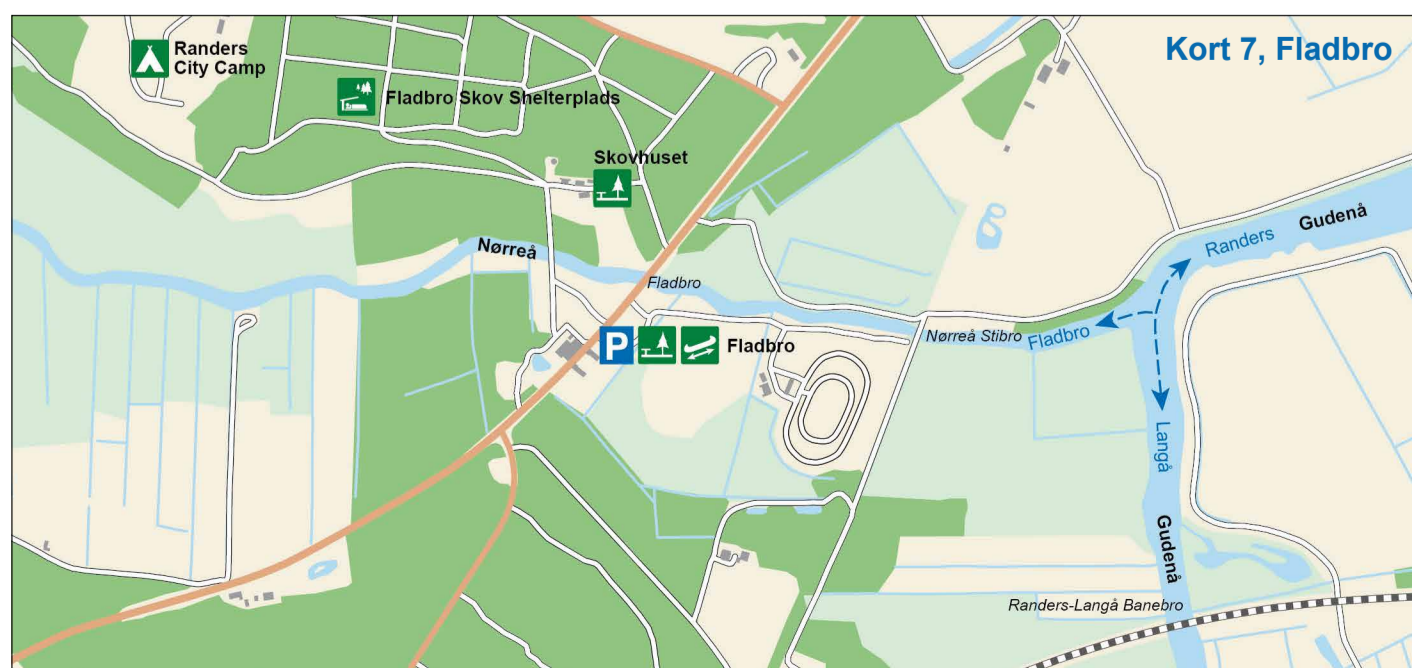 Kort 7, Fladbro
Randers
City Camp
Fladbro Skov Shelterplads
Skovhuset
Nørreå
Fladbro
Gudenå
Randers
P
Fladbro
Nørreå Stibro
Fladbro
Langå
Gudenå
Randers-Langå Banebro